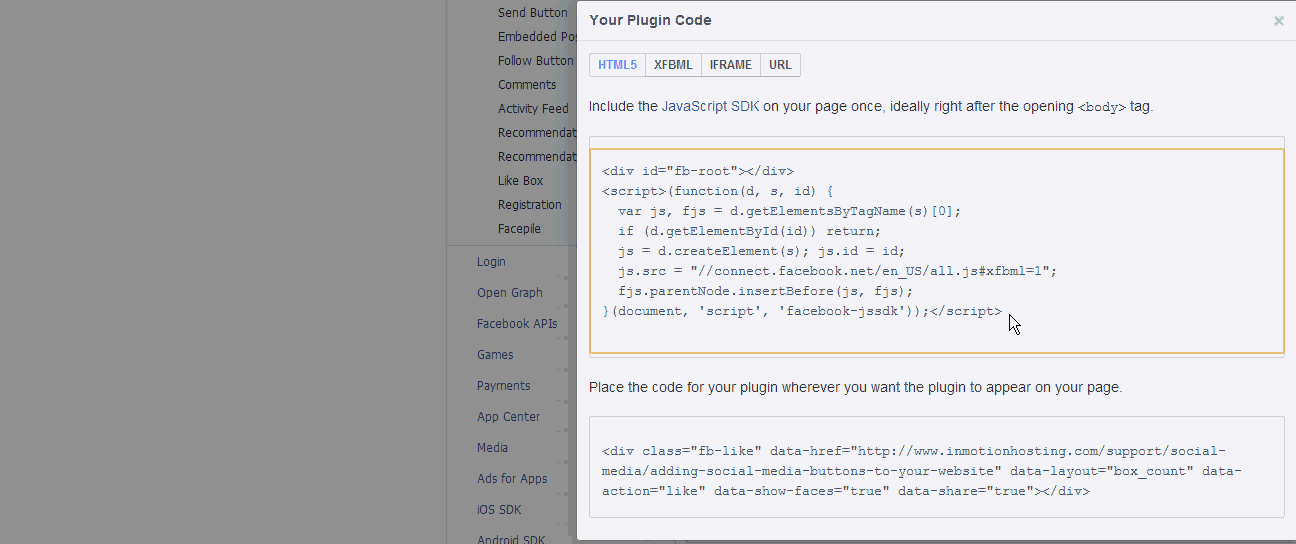 Send Button
Embedded Po
Follow Button
Comments
Activity Feed
Recommendat
Recommendat
Like Box
Registration
Facepile
Login
Open Graph
Facebook APIs
Games
Payments
App Center
Media
Ads for Apps
iOS SDK
Android SDK
Your Plugin Code
×
HTML5 XFBML IFRAME URL
Include the JavaScript SDK on your page once, ideally right after the opening <body> tag.
<div id="fb-root"></div>
<script>(function(d, s, id) {
  var js, fjs = d.getElementsByTagName(s)[0];
  if (d.getElementById(id)) return;
  js = d.createElement(s); js.id = id;
  js.src = "//connect.facebook.net/en_US/all.js#xfbml=1";
  fjs.parentNode.insertBefore(js, fjs);
}(document, 'script', 'facebook-jssdk'));</script>
Place the code for your plugin wherever you want the plugin to appear on your page.
<div class="fb-like" data-href="http://www.inmotionhosting.com/support/social-
media/adding-social-media-buttons-to-your-website" data-layout="box_count" data-
action="like" data-show-faces="true" data-share="true"></div>